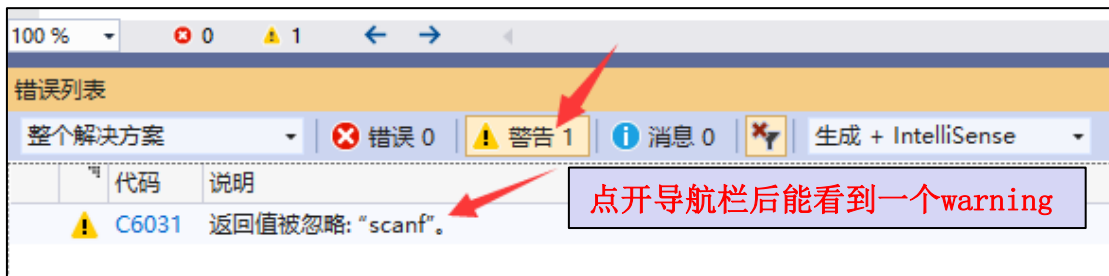 100 % 0 1
错误列表
整个解决方案 错误 0 警告 1 消息 0 生成 + IntelliSense
代码 说明
C6031 返回值被忽略: “scanf”。
点开导航栏后能看到一个warning